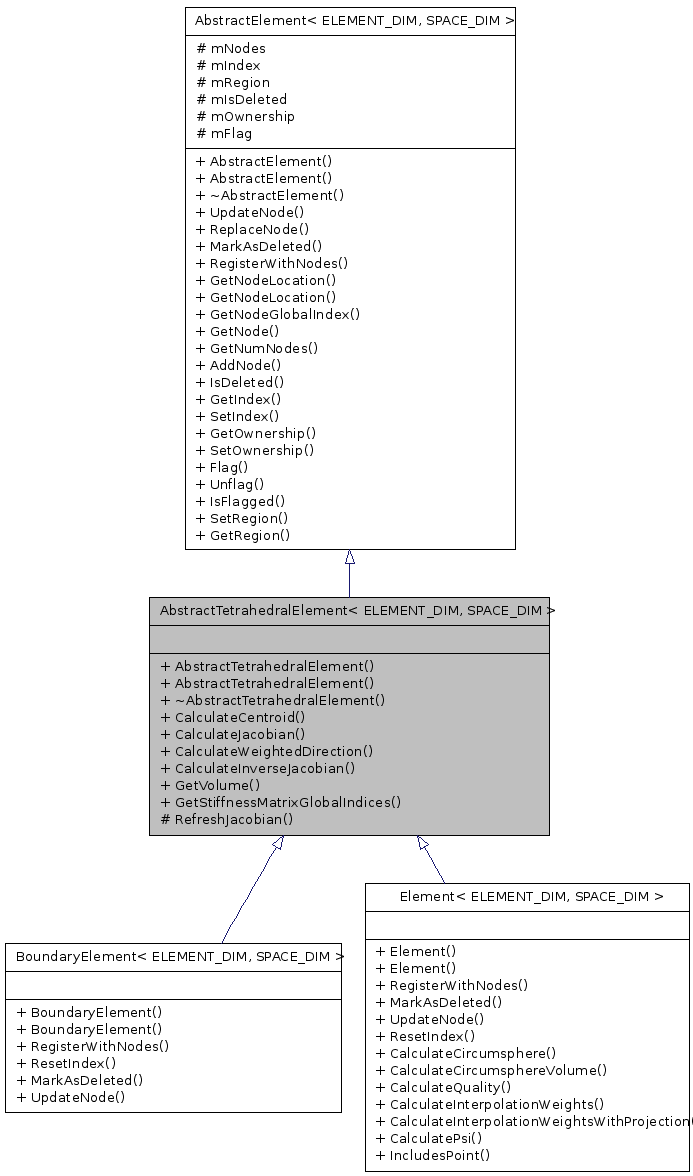 AbstractElement< ELEMENT_DIM, SPACE_DIM >
# mNodes
# mIndex
# mRegion
# mIsDeleted
# mOwnership
# mFlag
+ AbstractElement()
+ AbstractElement()
+ ~AbstractElement()
+ UpdateNode()
+ ReplaceNode()
+ MarkAsDeleted()
+ RegisterWithNodes()
+ GetNodeLocation()
+ GetNodeLocation()
+ GetNodeGlobalIndex()
+ GetNode()
+ GetNumNodes()
+ AddNode()
+ IsDeleted()
+ GetIndex()
+ SetIndex()
+ GetOwnership()
+ SetOwnership()
+ Flag()
+ Unflag()
+ IsFlagged()
+ SetRegion()
+ GetRegion()
AbstractTetrahedralElement< ELEMENT_DIM, SPACE_DIM >
+ AbstractTetrahedralElement()
+ AbstractTetrahedralElement()
+ ~AbstractTetrahedralElement()
+ CalculateCentroid()
+ CalculateJacobian()
+ CalculateWeightedDirection()
+ CalculateInverseJacobian()
+ GetVolume()
+ GetStiffnessMatrixGlobalIndices()
# RefreshJacobian()
BoundaryElement< ELEMENT_DIM, SPACE_DIM >
+ BoundaryElement()
+ BoundaryElement()
+ RegisterWithNodes()
+ ResetIndex()
+ MarkAsDeleted()
+ UpdateNode()
Element< ELEMENT_DIM, SPACE_DIM >
+ Element()
+ Element()
+ RegisterWithNodes()
+ MarkAsDeleted()
+ UpdateNode()
+ ResetIndex()
+ CalculateCircumsphere()
+ CalculateCircumsphereVolume()
+ CalculateQuality()
+ CalculateInterpolationWeights()
+ CalculateInterpolationWeightsWithProjection(
+ CalculatePsi()
+ IncludesPoint()